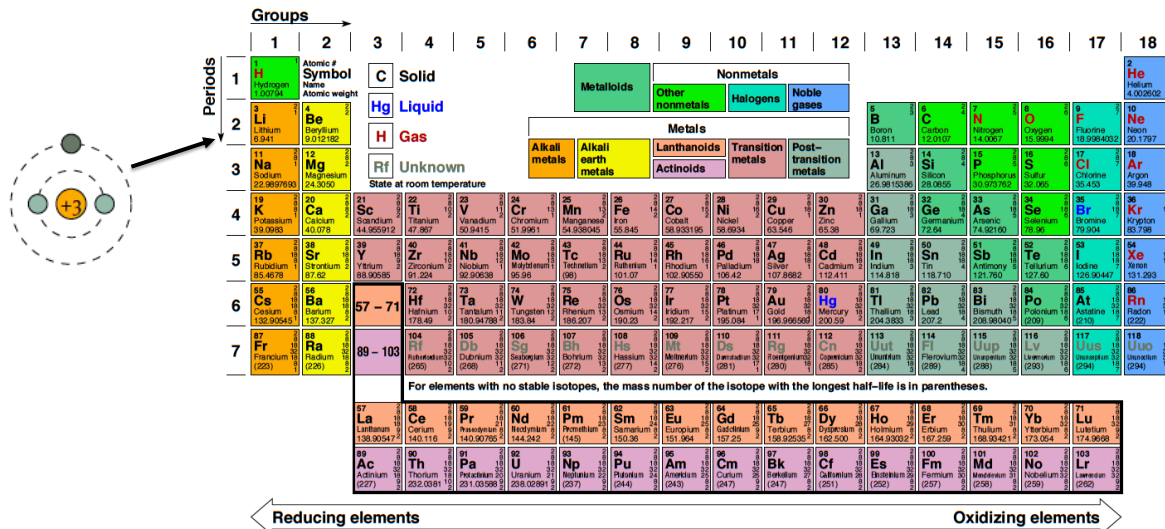 Groups
1 2 3 4 5 6 7 8 9 10 11 12 13 14 15 16 17 18
Periods
+3
Atomic #
Symbol
Name
Atomic weight
C Solid
Hg Liquid
H Gas
Rf Unknown
State at room temperature
Metalloids
Nonmetals
Other nonmetals
Halogens
Noble gases
Metals
Alkali metals
Alkali earth metals
Lanthanoids
Actinoids
Transition metals
Post-transition metals
1
1 H Hydrogen 1.00794
2 He Helium 4.002602
2
3 Li Lithium 6.941
4 Be Beryllium 9.012182
5 B Boron 10.811
6 C Carbon 12.0107
7 N Nitrogen 14.0067
8 O Oxygen 15.9994
9 F Fluorine 18.9984032
10 Ne Neon 20.1797
3
11 Na Sodium 22.9897693
12 Mg Magnesium 24.3050
13 Al Aluminum 26.9815386
14 Si Silicon 28.0855
15 P Phosphorus 30.973762
16 S Sulfur 32.065
17 Cl Chlorine 35.453
18 Ar Argon 39.948
4
19 K Potassium 39.0983
20 Ca Calcium 40.078
21 Sc Scandium 44.955912
22 Ti Titanium 47.867
23 V Vanadium 50.9415
24 Cr Chromium 51.9961
25 Mn Manganese 54.938045
26 Fe Iron 55.845
27 Co Cobalt 58.933195
28 Ni Nickel 58.6934
29 Cu Copper 63.546
30 Zn Zinc 65.38
31 Ga Gallium 69.723
32 Ge Germanium 72.64
33 As Arsenic 74.92160
34 Se Selenium 78.96
35 Br Bromine 79.904
36 Kr Krypton 83.798
5
37 Rb Rubidium 85.4678
38 Sr Strontium 87.62
39 Y Yttrium 88.90585
40 Zr Zirconium 91.224
41 Nb Niobium 92.90638
42 Mo Molybdenum 95.96
43 Tc Technetium (98)
44 Ru Ruthenium 101.07
45 Rh Rhodium 102.90550
46 Pd Palladium 106.42
47 Ag Silver 107.8682
48 Cd Cadmium 112.411
49 In Indium 114.818
50 Sn Tin 118.710
51 Sb Antimony 121.760
52 Te Tellurium 127.60
53 I Iodine 126.90447
54 Xe Xenon 131.293
6
55 Cs Cesium 132.90545
56 Ba Barium 137.327
57 – 71
72 Hf Hafnium 178.49
73 Ta Tantalum 180.94788
74 W Tungsten 183.84
75 Re Rhenium 186.207
76 Os Osmium 190.23
77 Ir Iridium 192.217
78 Pt Platinum 195.084
79 Au Gold 196.966569
80 Hg Mercury 200.59
81 Tl Thallium 204.3833
82 Pb Lead 207.2
83 Bi Bismuth 208.98040
84 Po Polonium (209)
85 At Astatine (210)
86 Rn Radon (222)
7
87 Fr Francium (223)
88 Ra Radium (226)
89 – 103
104 Rf Rutherfordium (265)
105 Db Dubnium (268)
106 Sg Seaborgium (271)
107 Bh Bohrium (272)
108 Hs Hassium (277)
109 Mt Meitnerium (276)
110 Ds Darmstadtium (281)
111 Rg Roentgenium (280)
112 Cn Copernicium (285)
113 Uut Ununtrium (284)
114 Fl Flerovium (289)
115 Uup Ununpentium (288)
116 Lv Livermorium (293)
117 Uus Ununseptium (294)
118 Uuo Ununoctium (294)
For elements with no stable isotopes, the mass number of the isotope with the longest half–life is in parentheses.
57 La Lanthanum 138.90547
58 Ce Cerium 140.116
59 Pr Praseodymium 140.90765
60 Nd Neodymium 144.242
61 Pm Promethium (145)
62 Sm Samarium 150.36
63 Eu Europium 151.964
64 Gd Gadolinium 157.25
65 Tb Terbium 158.92535
66 Dy Dysprosium 162.500
67 Ho Holmium 164.93032
68 Er Erbium 167.259
69 Tm Thulium 168.93421
70 Yb Ytterbium 173.054
71 Lu Lutetium 174.9668
89 Ac Actinium (227)
90 Th Thorium 232.0381
91 Pa Protactinium 231.03588
92 U Uranium 238.02891
93 Np Neptunium (237)
94 Pu Plutonium (244)
95 Am Americium (243)
96 Cm Curium (247)
97 Bk Berkelium (247)
98 Cf Californium (251)
99 Es Einsteinium (252)
100 Fm Fermium (257)
101 Md Mendelevium (258)
102 No Nobelium (259)
103 Lr Lawrencium (262)
Reducing elements
Oxidizing elements